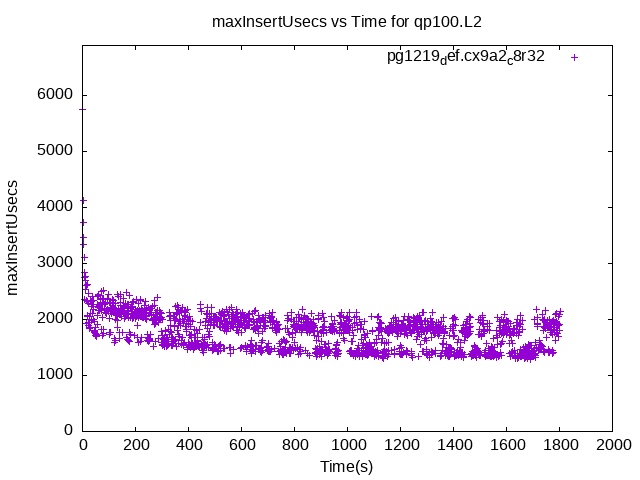 maxInsertUsecs vs Time for qp100.L2
pg1219def.cx9a2c8r32
maxInsertUsecs
6000
5000
4000
3000
2000
1000
0
0 200 400 600 800 1000 1200 1400 1600 1800 2000
Time(s)